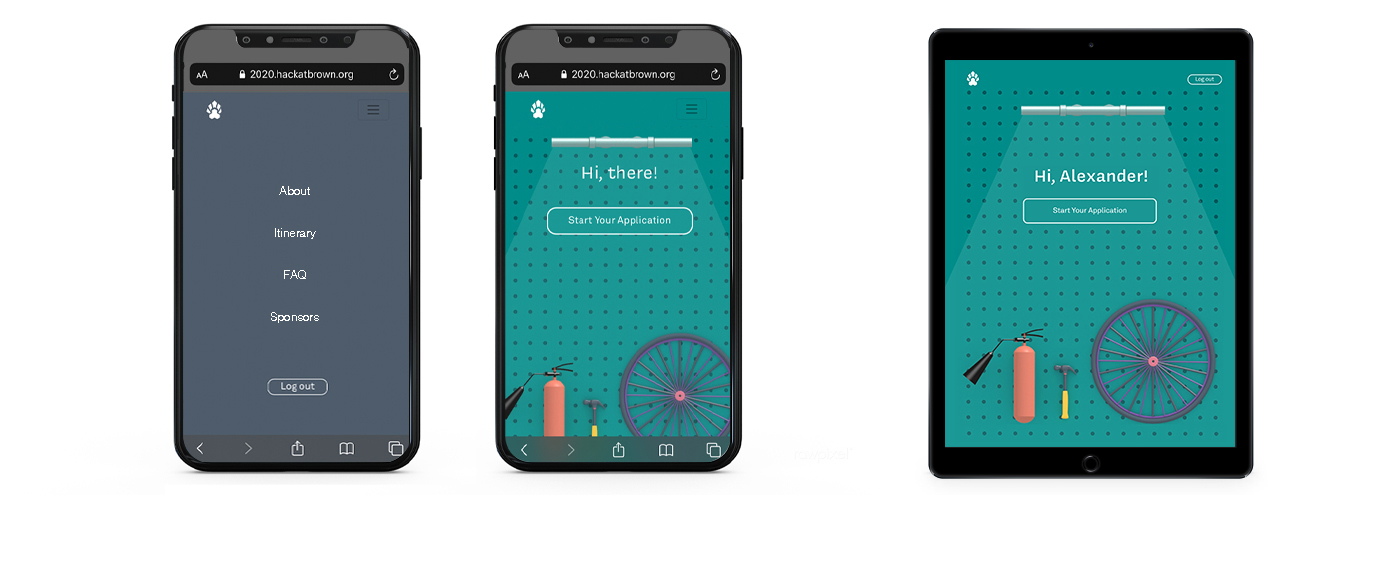 AA 2020.hackatbrown.org
About
Itinerary
FAQ
Sponsors
Log out
AA 2020.hackatbrown.org
Hi, there!
Start Your Application
Log out
Hi, Alexander!
Start Your Application